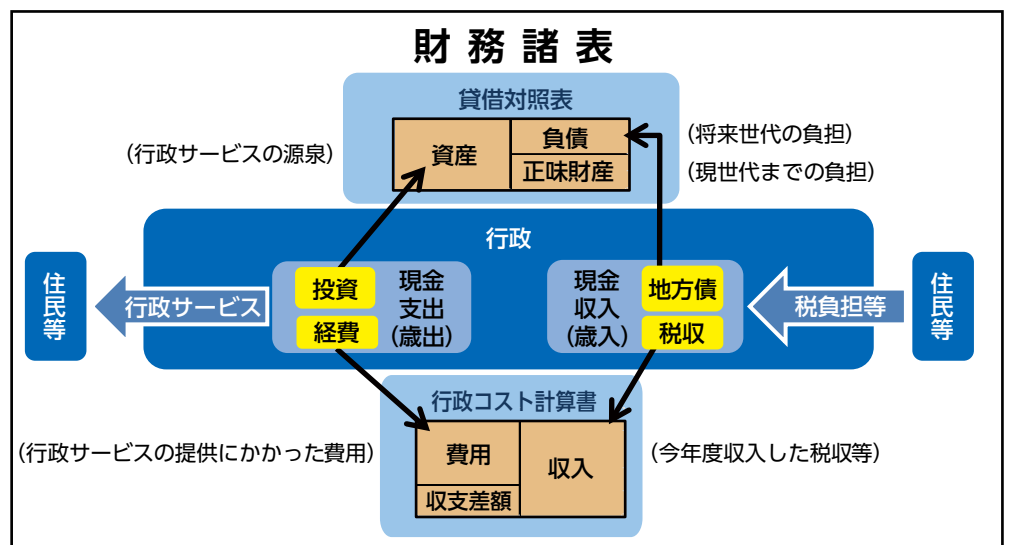 財務諸表
貸借対照表
(行政サービスの源泉)
資産
負債
正味財産
(将来世代の負担)
(現世代までの負担)
行政
住民等
行政サービス
投資
経費
現金
支出
(歳出)
現金
収入
(歳入)
地方債
税収
税負担等
住民等
行政コスト計算書
(行政サービスの提供にかかった費用)
費用
収支差額
収入
(今年度収入した税収等)